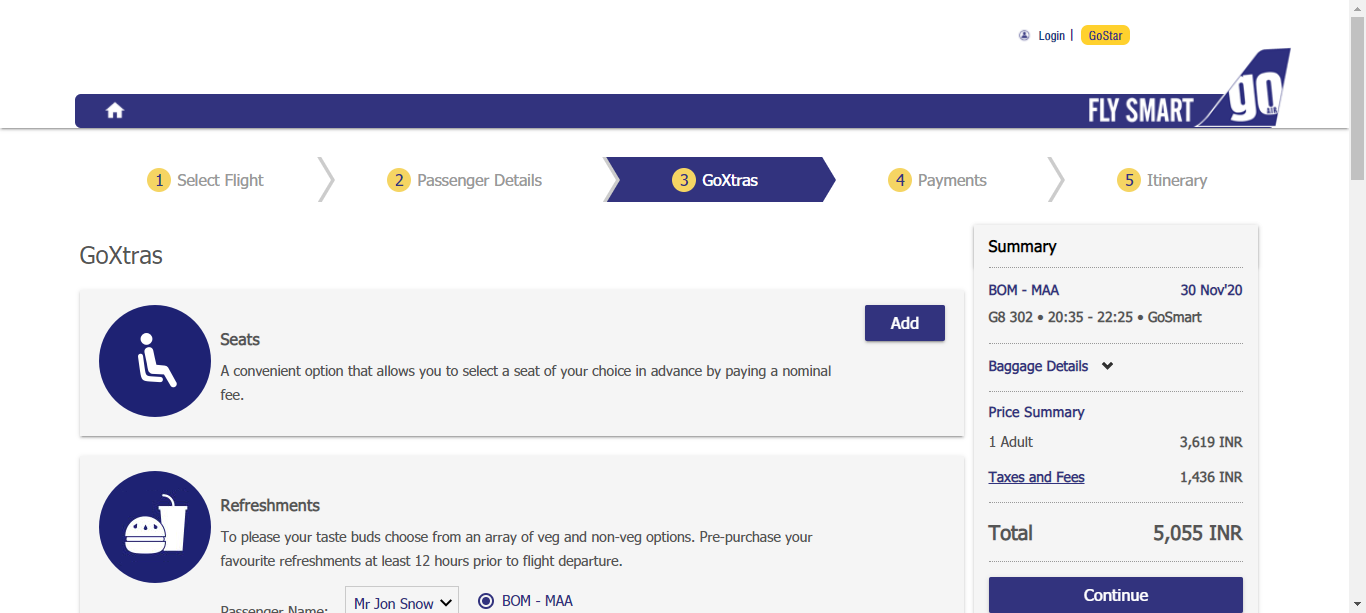 Login | GoStar
FLY SMART go AIR
1 Select Flight
2 Passenger Details
3 GoXtras
4 Payments
5 Itinerary
GoXtras
Seats
Add
A convenient option that allows you to select a seat of your choice in advance by paying a nominal
fee.
Refreshments
To please your taste buds choose from an array of veg and non-veg options. Pre-purchase your
favourite refreshments at least 12 hours prior to flight departure.
Passenger Name: Mr Jon Snow BOM - MAA
Summary
BOM - MAA 30 Nov'20
G8 302 • 20:35 - 22:25 • GoSmart
Baggage Details
Price Summary
1 Adult 3,619 INR
Taxes and Fees 1,436 INR
Total 5,055 INR
Continue